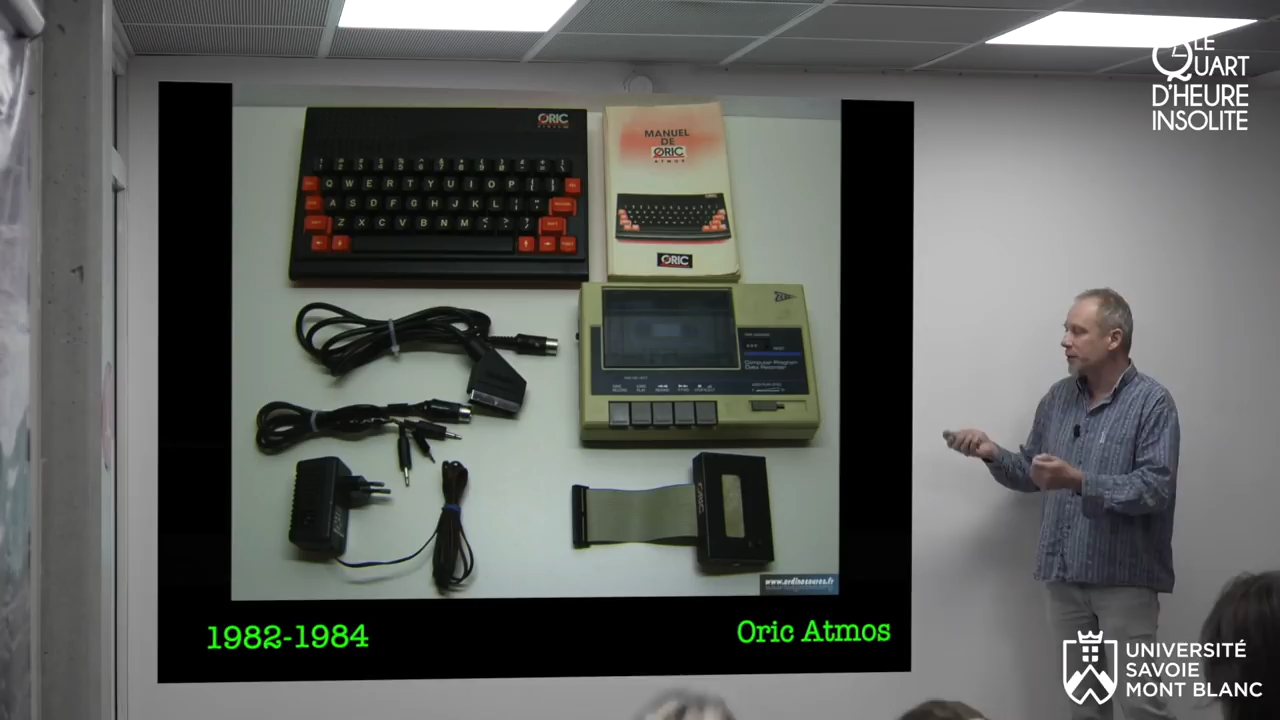 LE
QUART
D'HEURE
INSOLITE
ORIC
MANUEL
DE
ORIC
ATMOS
Q W E R T Y U I O P
A S D F G H J K L
Z X C V B N M
ORIC
Computer Program
Data Recorder
www.ordinosaures.fr
1982-1984
Oric Atmos
UNIVERSITÉ
SAVOIE
MONT BLANC